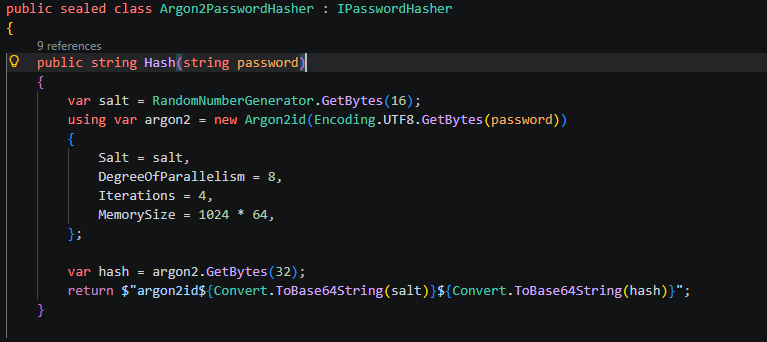 public sealed class Argon2PasswordHasher : IPasswordHasher
{
9 references
public string Hash(string password)
{
var salt = RandomNumberGenerator.GetBytes(16);
using var argon2 = new Argon2id(Encoding.UTF8.GetBytes(password))
{
Salt = salt,
DegreeOfParallelism = 8,
Iterations = 4,
MemorySize = 1024 * 64,
};
var hash = argon2.GetBytes(32);
return $"argon2id${Convert.ToBase64String(salt)}${Convert.ToBase64String(hash)}";
}